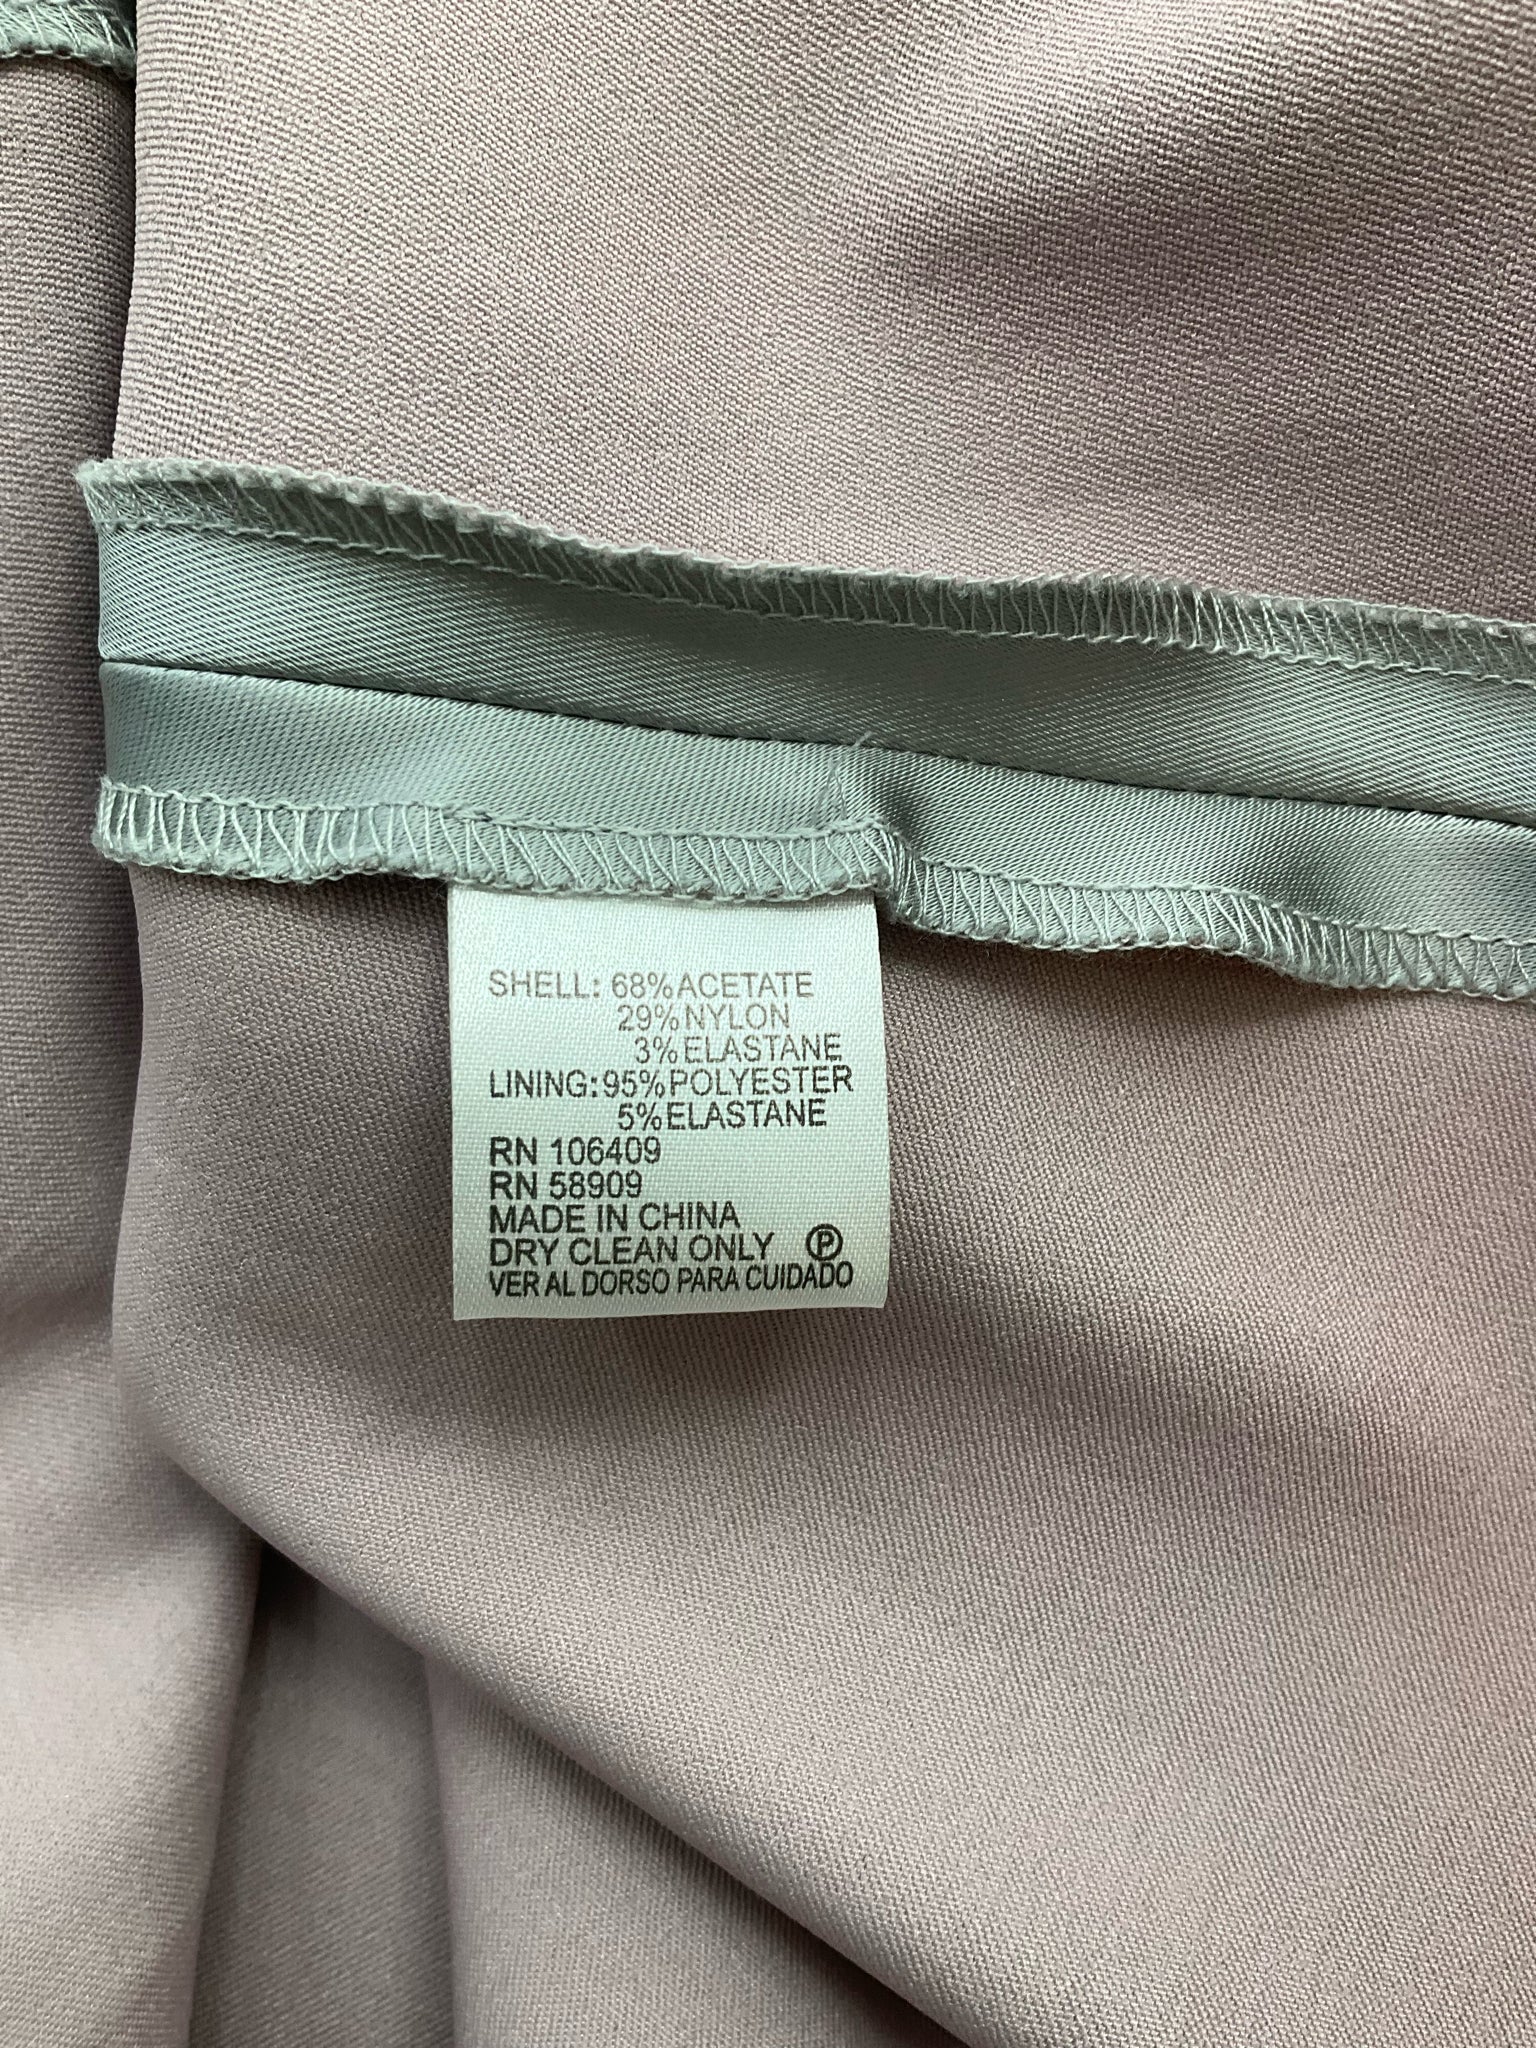 SHELL: 68% ACETATE
29% NYLON
3% ELASTANE
LINING: 95% POLYESTER
5% ELASTANE
RN 106409
RN 58909
MADE IN CHINA
DRY CLEAN ONLY Ⓟ
VER AL DORSO PARA CUIDADO